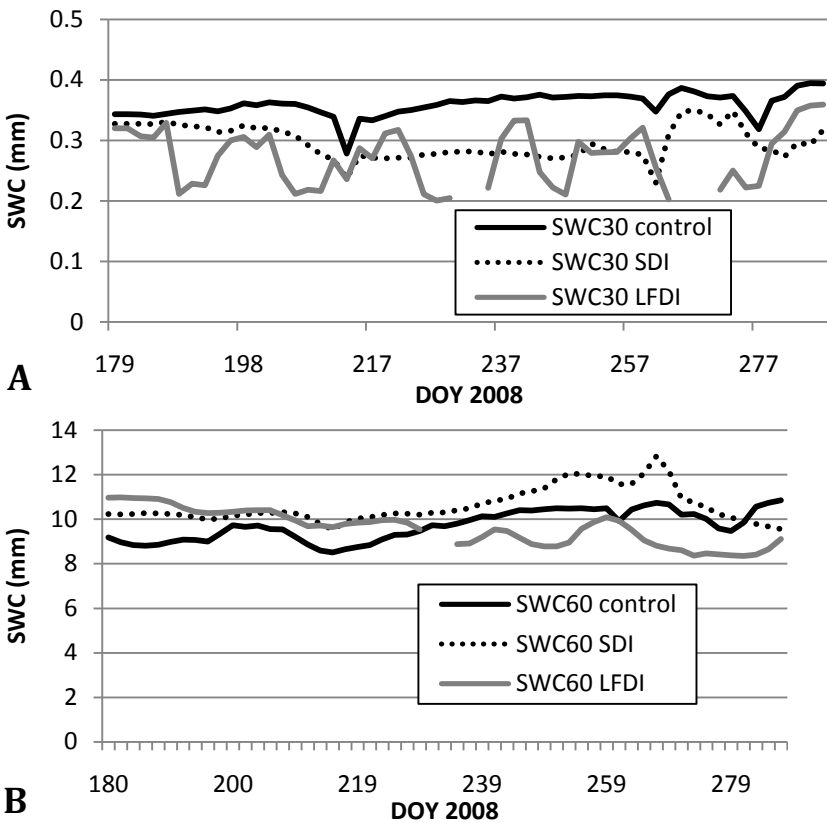 0.5
0.4
0.3
0.2
0.1
0
SWC (mm)
SWC30 control
SWC30 SDI
SWC30 LFDI
179 198 217 237 257 277
DOY 2008
A
14
12
10
8
6
4
2
0
SWC (mm)
SWC60 control
SWC60 SDI
SWC60 LFDI
180 200 219 239 259 279
DOY 2008
B